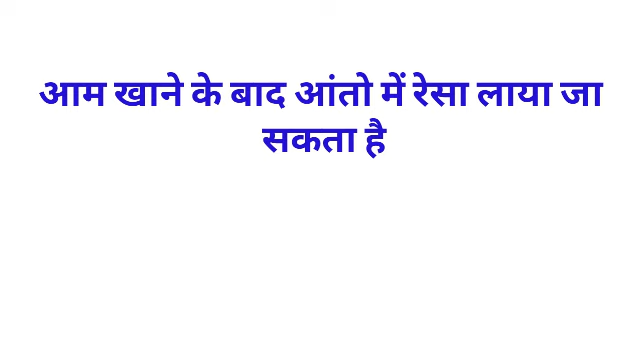 आम खाने के बाद आंतो में रेसा लाया जा
सकता है